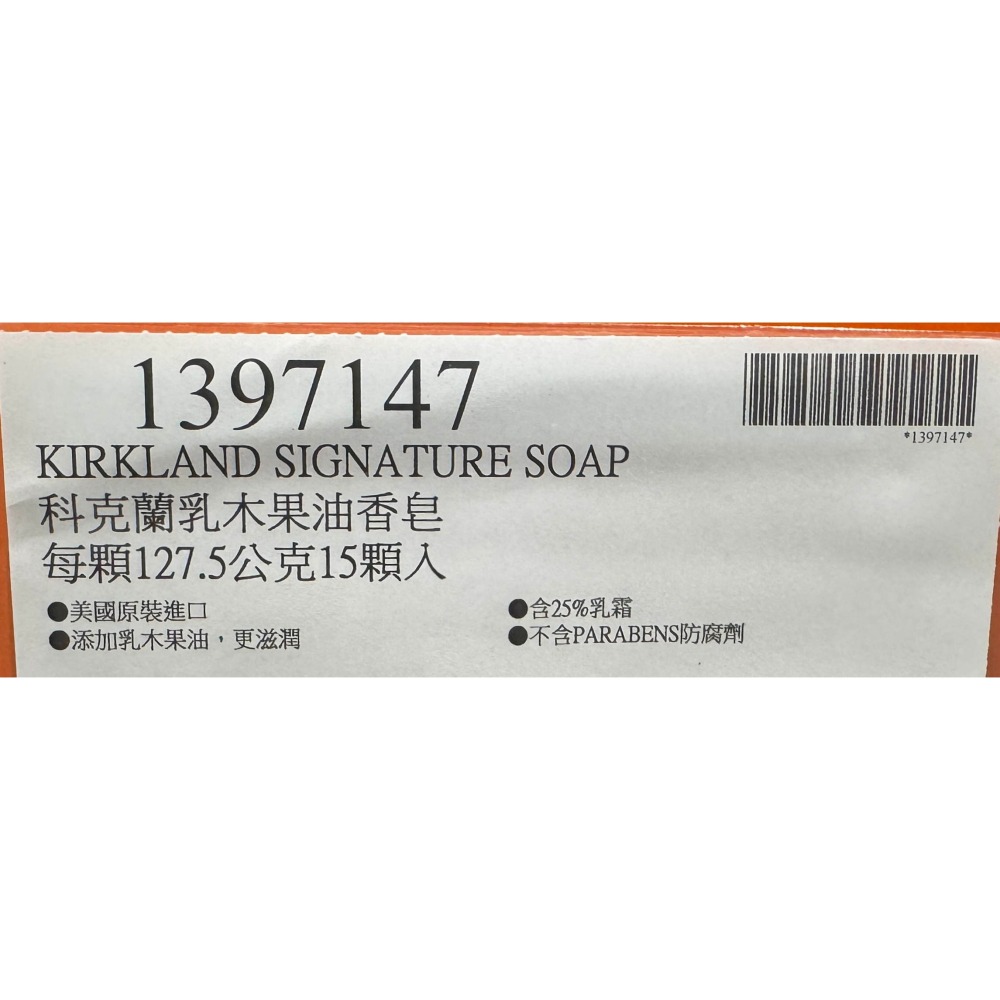 1397147
*1397147*
KIRKLAND SIGNATURE SOAP
科克蘭乳木果油香皂
每顆127.5公克15顆入
●美國原裝進口
●添加乳木果油，更滋潤
●含25%乳霜
●不含PARABENS防腐劑